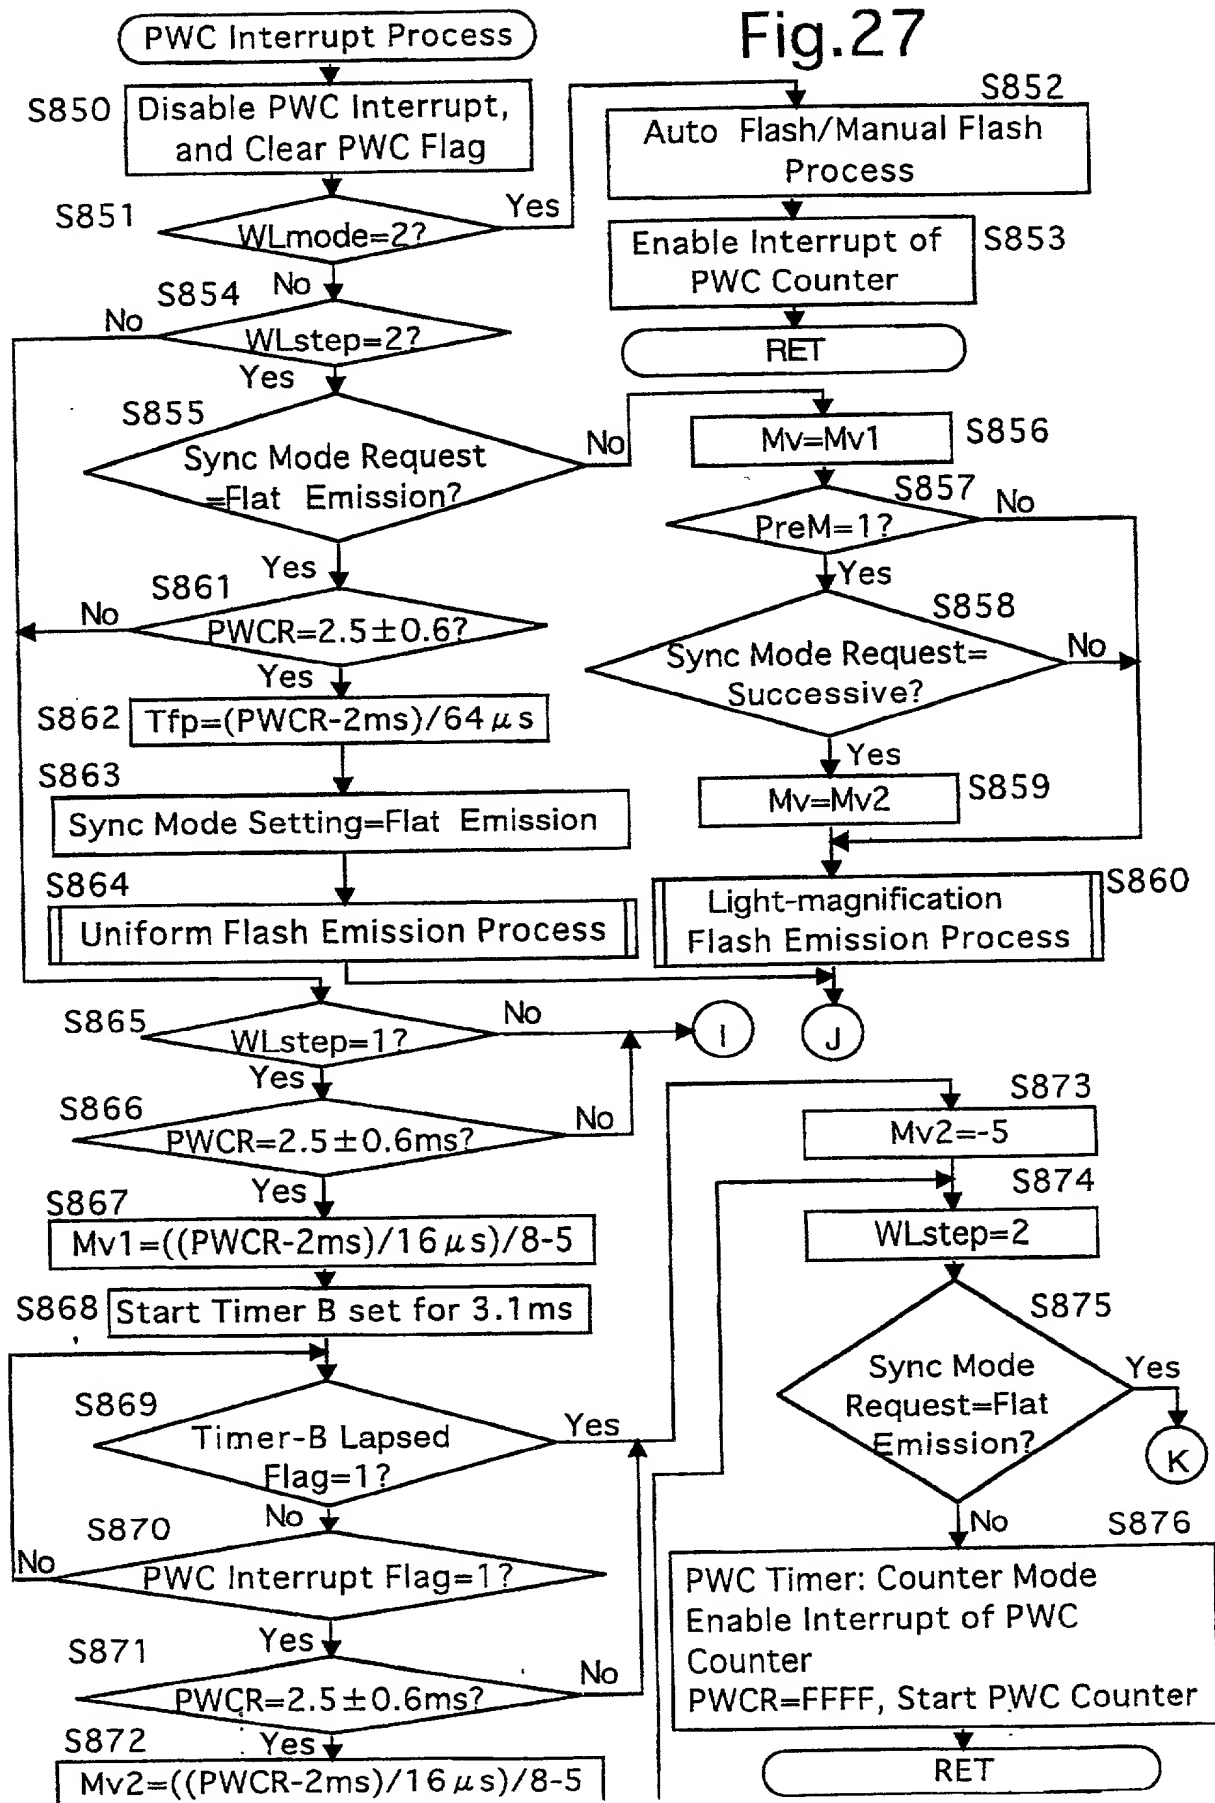 Fig.27
PWC Interrupt Process
S850
Disable PWC Interrupt,
and Clear PWC Flag
S851
WLmode=2?
Yes
No
S852
Auto Flash/Manual Flash
Process
S853
Enable Interrupt of
PWC Counter
RET
S854
WLstep=2?
No
Yes
S855
Sync Mode Request
=Flat Emission?
No
Yes
S856
Mv=Mv1
S857
PreM=1?
No
Yes
S858
Sync Mode Request=
Successive?
No
Yes
S859
Mv=Mv2
S860
Light-magnification
Flash Emission Process
S861
PWCR=2.5±0.6?
No
Yes
S862
Tfp=(PWCR-2ms)/64μs
S863
Sync Mode Setting=Flat Emission
S864
Uniform Flash Emission Process
S865
WLstep=1?
No
Yes
I
J
S866
PWCR=2.5±0.6ms?
No
Yes
S867
Mv1=((PWCR-2ms)/16μs)/8-5
S868
Start Timer B set for 3.1ms
S869
Timer-B Lapsed
Flag=1?
Yes
No
S870
PWC Interrupt Flag=1?
No
Yes
S871
PWCR=2.5±0.6ms?
No
Yes
S872
Mv2=((PWCR-2ms)/16μs)/8-5
S873
Mv2=-5
S874
WLstep=2
S875
Sync Mode
Request=Flat
Emission?
Yes
K
No
S876
PWC Timer: Counter Mode
Enable Interrupt of PWC
Counter
PWCR=FFFF, Start PWC Counter
RET